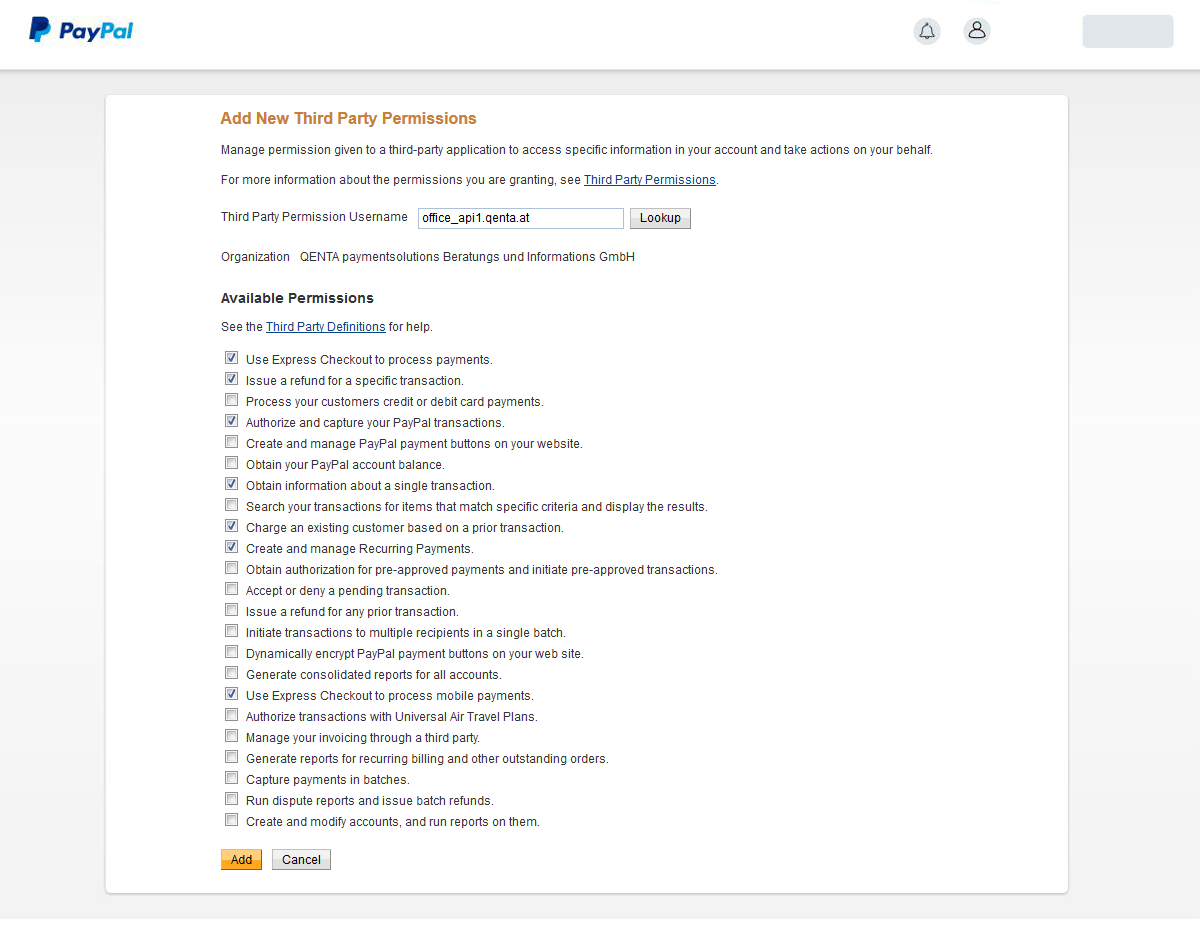 PayPal
Add New Third Party Permissions
Manage permission given to a third-party application to access specific information in your account and take actions on your behalf.
For more information about the permissions you are granting, see Third Party Permissions.
Third Party Permission Username office_api1.qenta.at Lookup
Organization QENTA paymentsolutions Beratungs und Informations GmbH
Available Permissions
See the Third Party Definitions for help.
Use Express Checkout to process payments.
Issue a refund for a specific transaction.
Process your customers credit or debit card payments.
Authorize and capture your PayPal transactions.
Create and manage PayPal payment buttons on your website.
Obtain your PayPal account balance.
Obtain information about a single transaction.
Search your transactions for items that match specific criteria and display the results.
Charge an existing customer based on a prior transaction.
Create and manage Recurring Payments.
Obtain authorization for pre-approved payments and initiate pre-approved transactions.
Accept or deny a pending transaction.
Issue a refund for any prior transaction.
Initiate transactions to multiple recipients in a single batch.
Dynamically encrypt PayPal payment buttons on your web site.
Generate consolidated reports for all accounts.
Use Express Checkout to process mobile payments.
Authorize transactions with Universal Air Travel Plans.
Manage your invoicing through a third party.
Generate reports for recurring billing and other outstanding orders.
Capture payments in batches.
Run dispute reports and issue batch refunds.
Create and modify accounts, and run reports on them.
Add Cancel